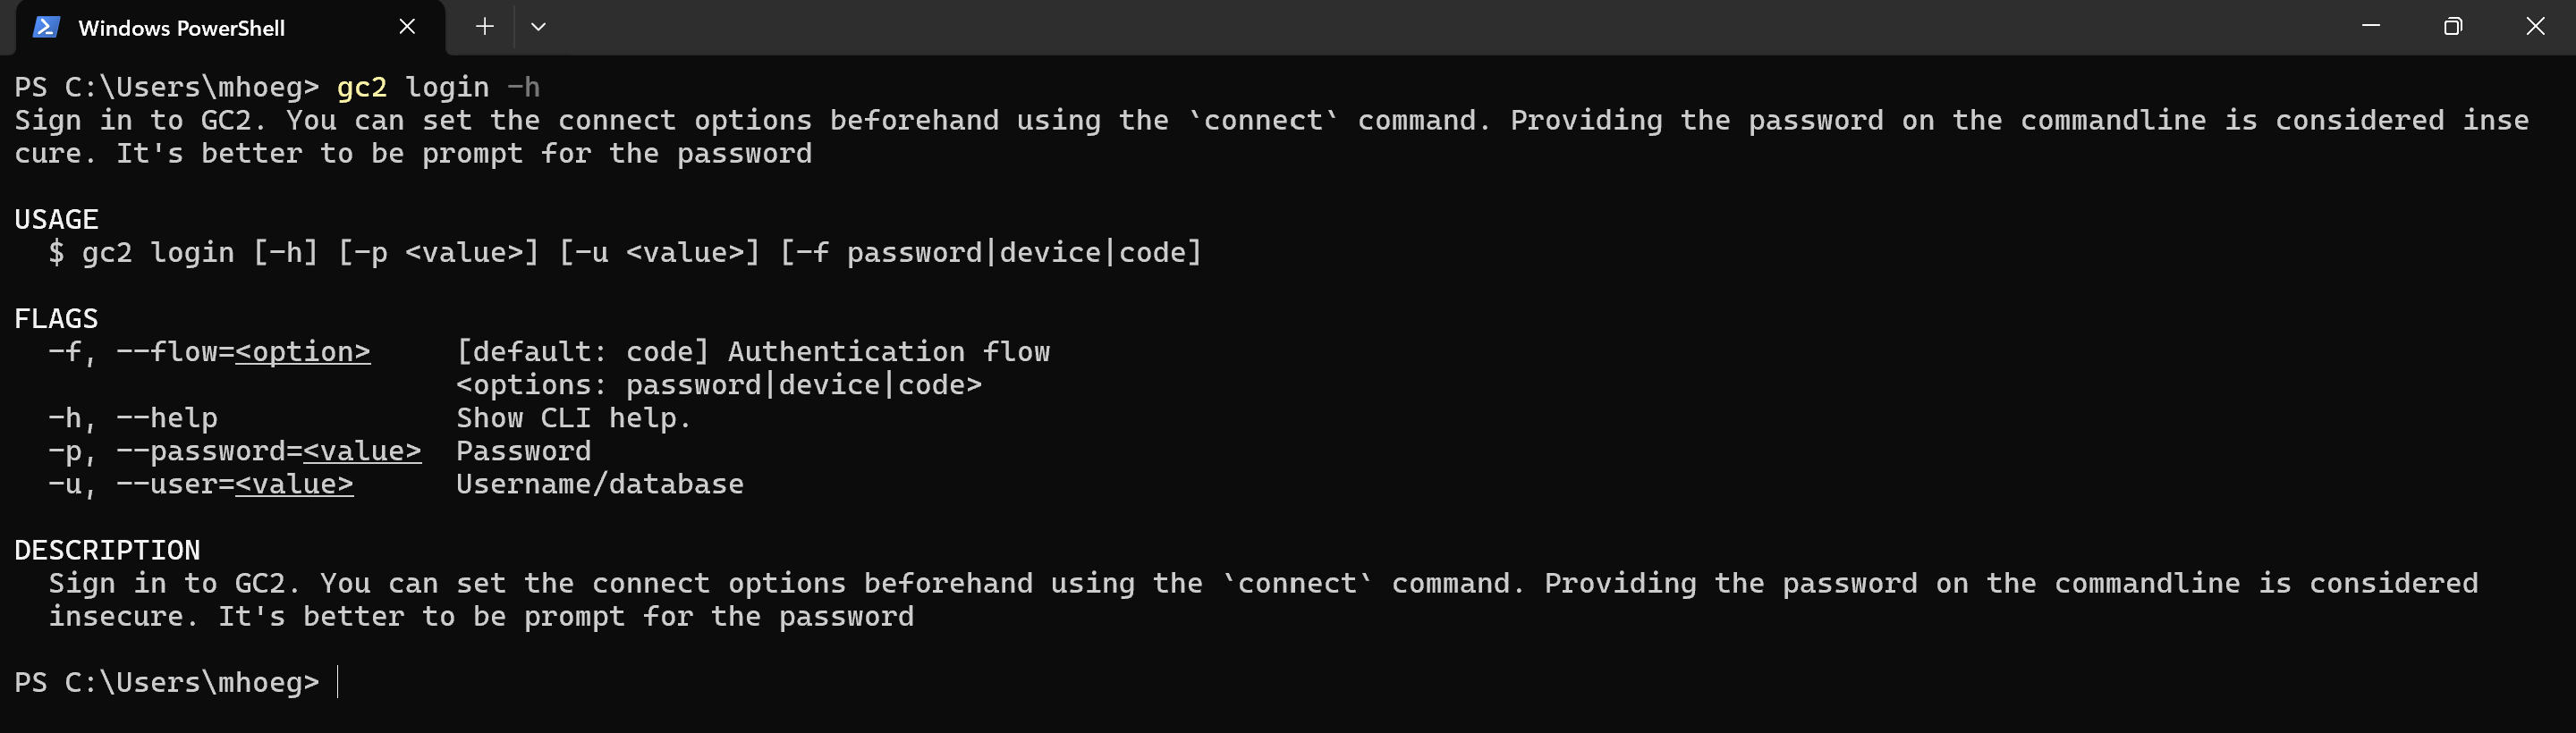 Windows PowerShell
PS C:\Users\mhoeg> gc2 login -h
Sign in to GC2. You can set the connect options beforehand using the `connect` command. Providing the password on the commandline is considered inse
cure. It's better to be prompt for the password
USAGE
  $ gc2 login [-h] [-p <value>] [-u <value>] [-f password|device|code]
FLAGS
  -f, --flow=<option>     [default: code] Authentication flow
                          <options: password|device|code>
  -h, --help              Show CLI help.
  -p, --password=<value>  Password
  -u, --user=<value>      Username/database
DESCRIPTION
  Sign in to GC2. You can set the connect options beforehand using the `connect` command. Providing the password on the commandline is considered
  insecure. It's better to be prompt for the password
PS C:\Users\mhoeg>